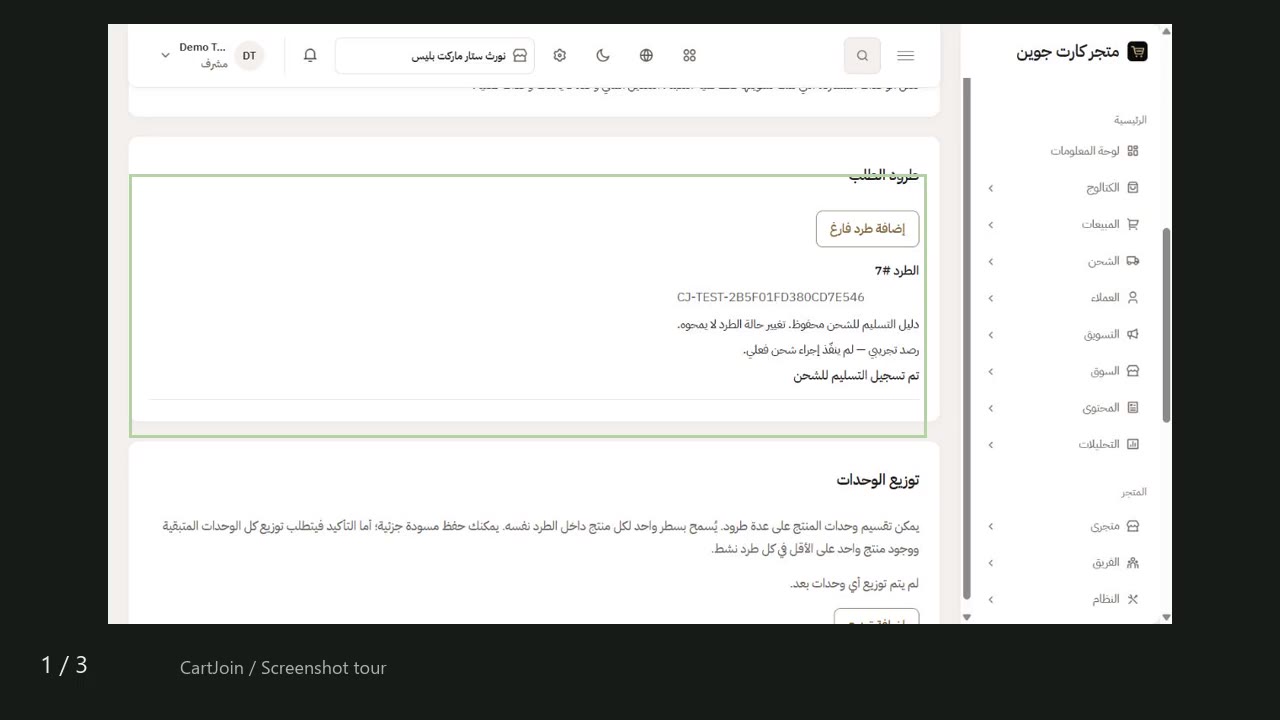 متجر كارت جوين
نورث ستار ماركت بليس
Demo T...
مشرف
DT
الرئيسية
لوحة المعلومات
الكتالوج
المبيعات
الشحن
العملاء
التسويق
السوق
المحتوى
التحليلات
المتجر
متجري
الفريق
النظام
طرود الطلب
إضافة طرد فارغ
الطرد #7
CJ-TEST-2B5F01FD380CD7E546
دليل التسليم للشحن محفوظ. تغيير حالة الطرد لا يمحوه.
رصد تجريبي — لم ينفّذ إجراء شحن فعلي.
تم تسجيل التسليم للشحن
توزيع الوحدات
يمكن تقسيم وحدات المنتج على عدة طرود. يُسمح بسطر واحد لكل منتج داخل الطرد نفسه. يمكنك حفظ مسودة جزئية؛ أما التأكيد فيتطلب توزيع كل الوحدات المتبقية
ووجود منتج واحد على الأقل في كل طرد نشط.
لم يتم توزيع أي وحدات بعد.
1 / 3
CartJoin / Screenshot tour